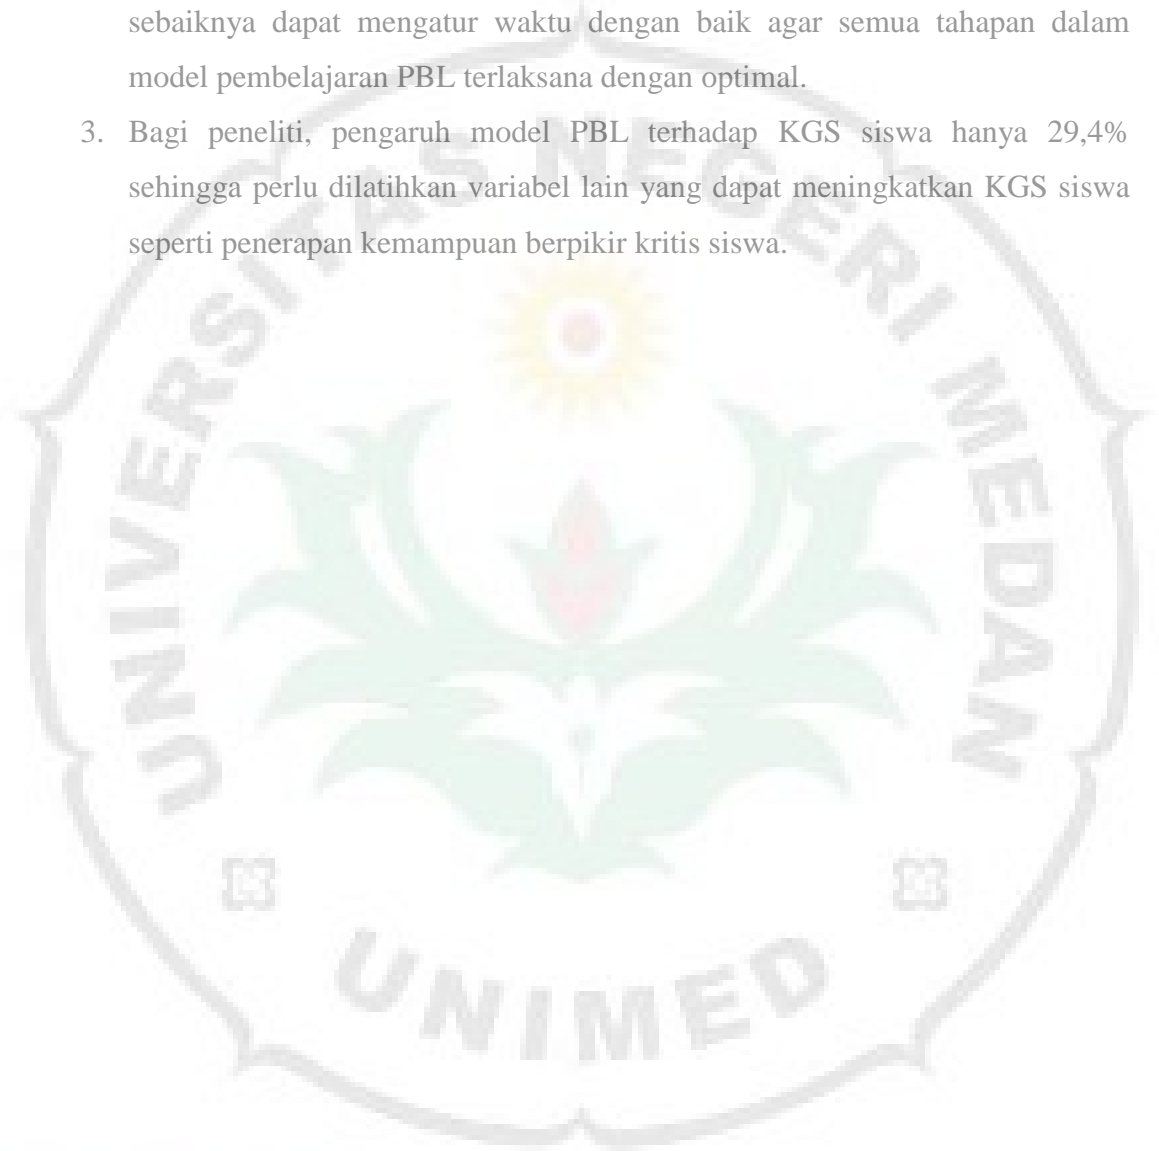 sebaiknya dapat mengatur waktu dengan baik agar semua tahapan dalam
model pembelajaran PBL terlaksana dengan optimal.
3. Bagi peneliti, pengaruh model PBL terhadap KGS siswa hanya 29,4%
sehingga perlu dilatihkan variabel lain yang dapat meningkatkan KGS siswa
seperti penerapan kemampuan berpikir kritis siswa.
UNIVERSITAS NEGERI MEDAN
UNIMED